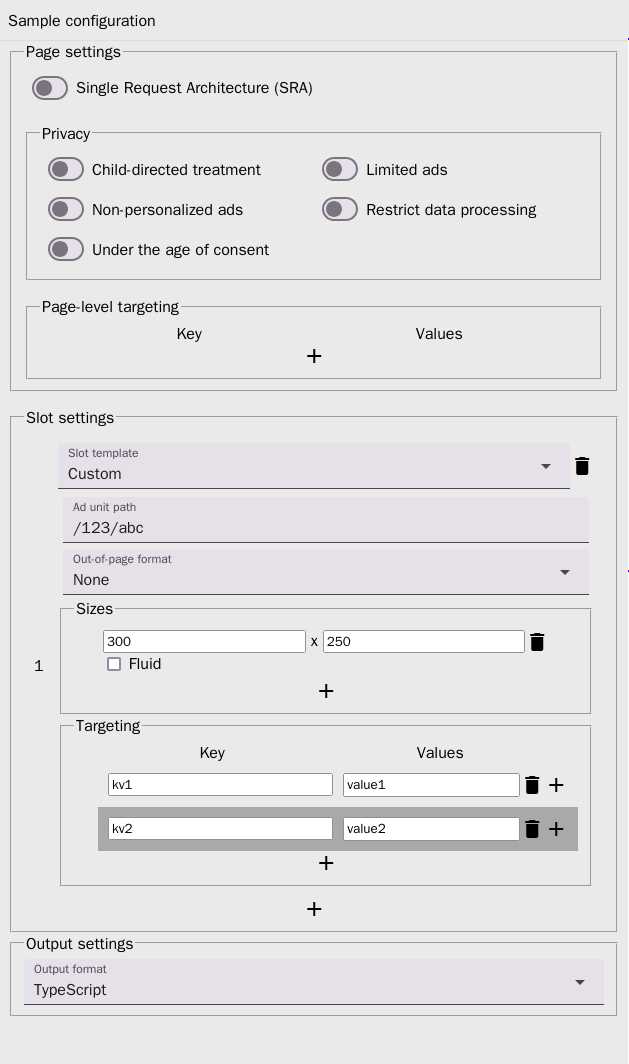 Sample configuration
Page settings
Single Request Architecture (SRA)
Privacy
Child-directed treatment
Limited ads
Non-personalized ads
Restrict data processing
Under the age of consent
Page-level targeting
Key Values
+
Slot settings
Slot template
Custom
Ad unit path
/123/abc
Out-of-page format
None
Sizes
300 x 250
1
Fluid
+
Targeting
Key Values
kv1 value1 +
kv2 value2 +
+
+
Output settings
Output format
TypeScript